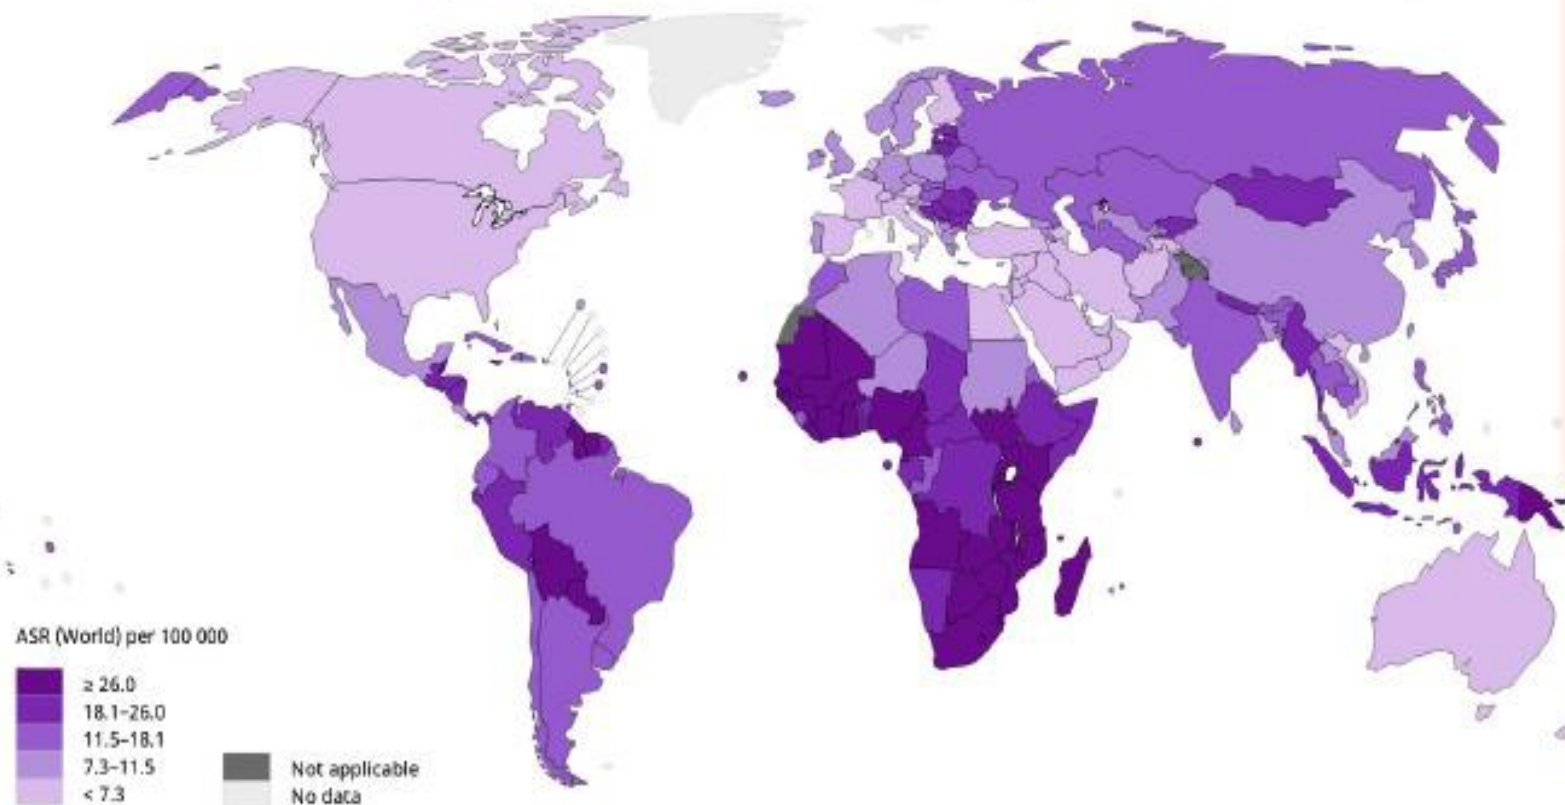 ASR (World) per 100 000
≥ 26.0
18.1–26.0
11.5–18.1
7.3–11.5
< 7.3
Not applicable
No data